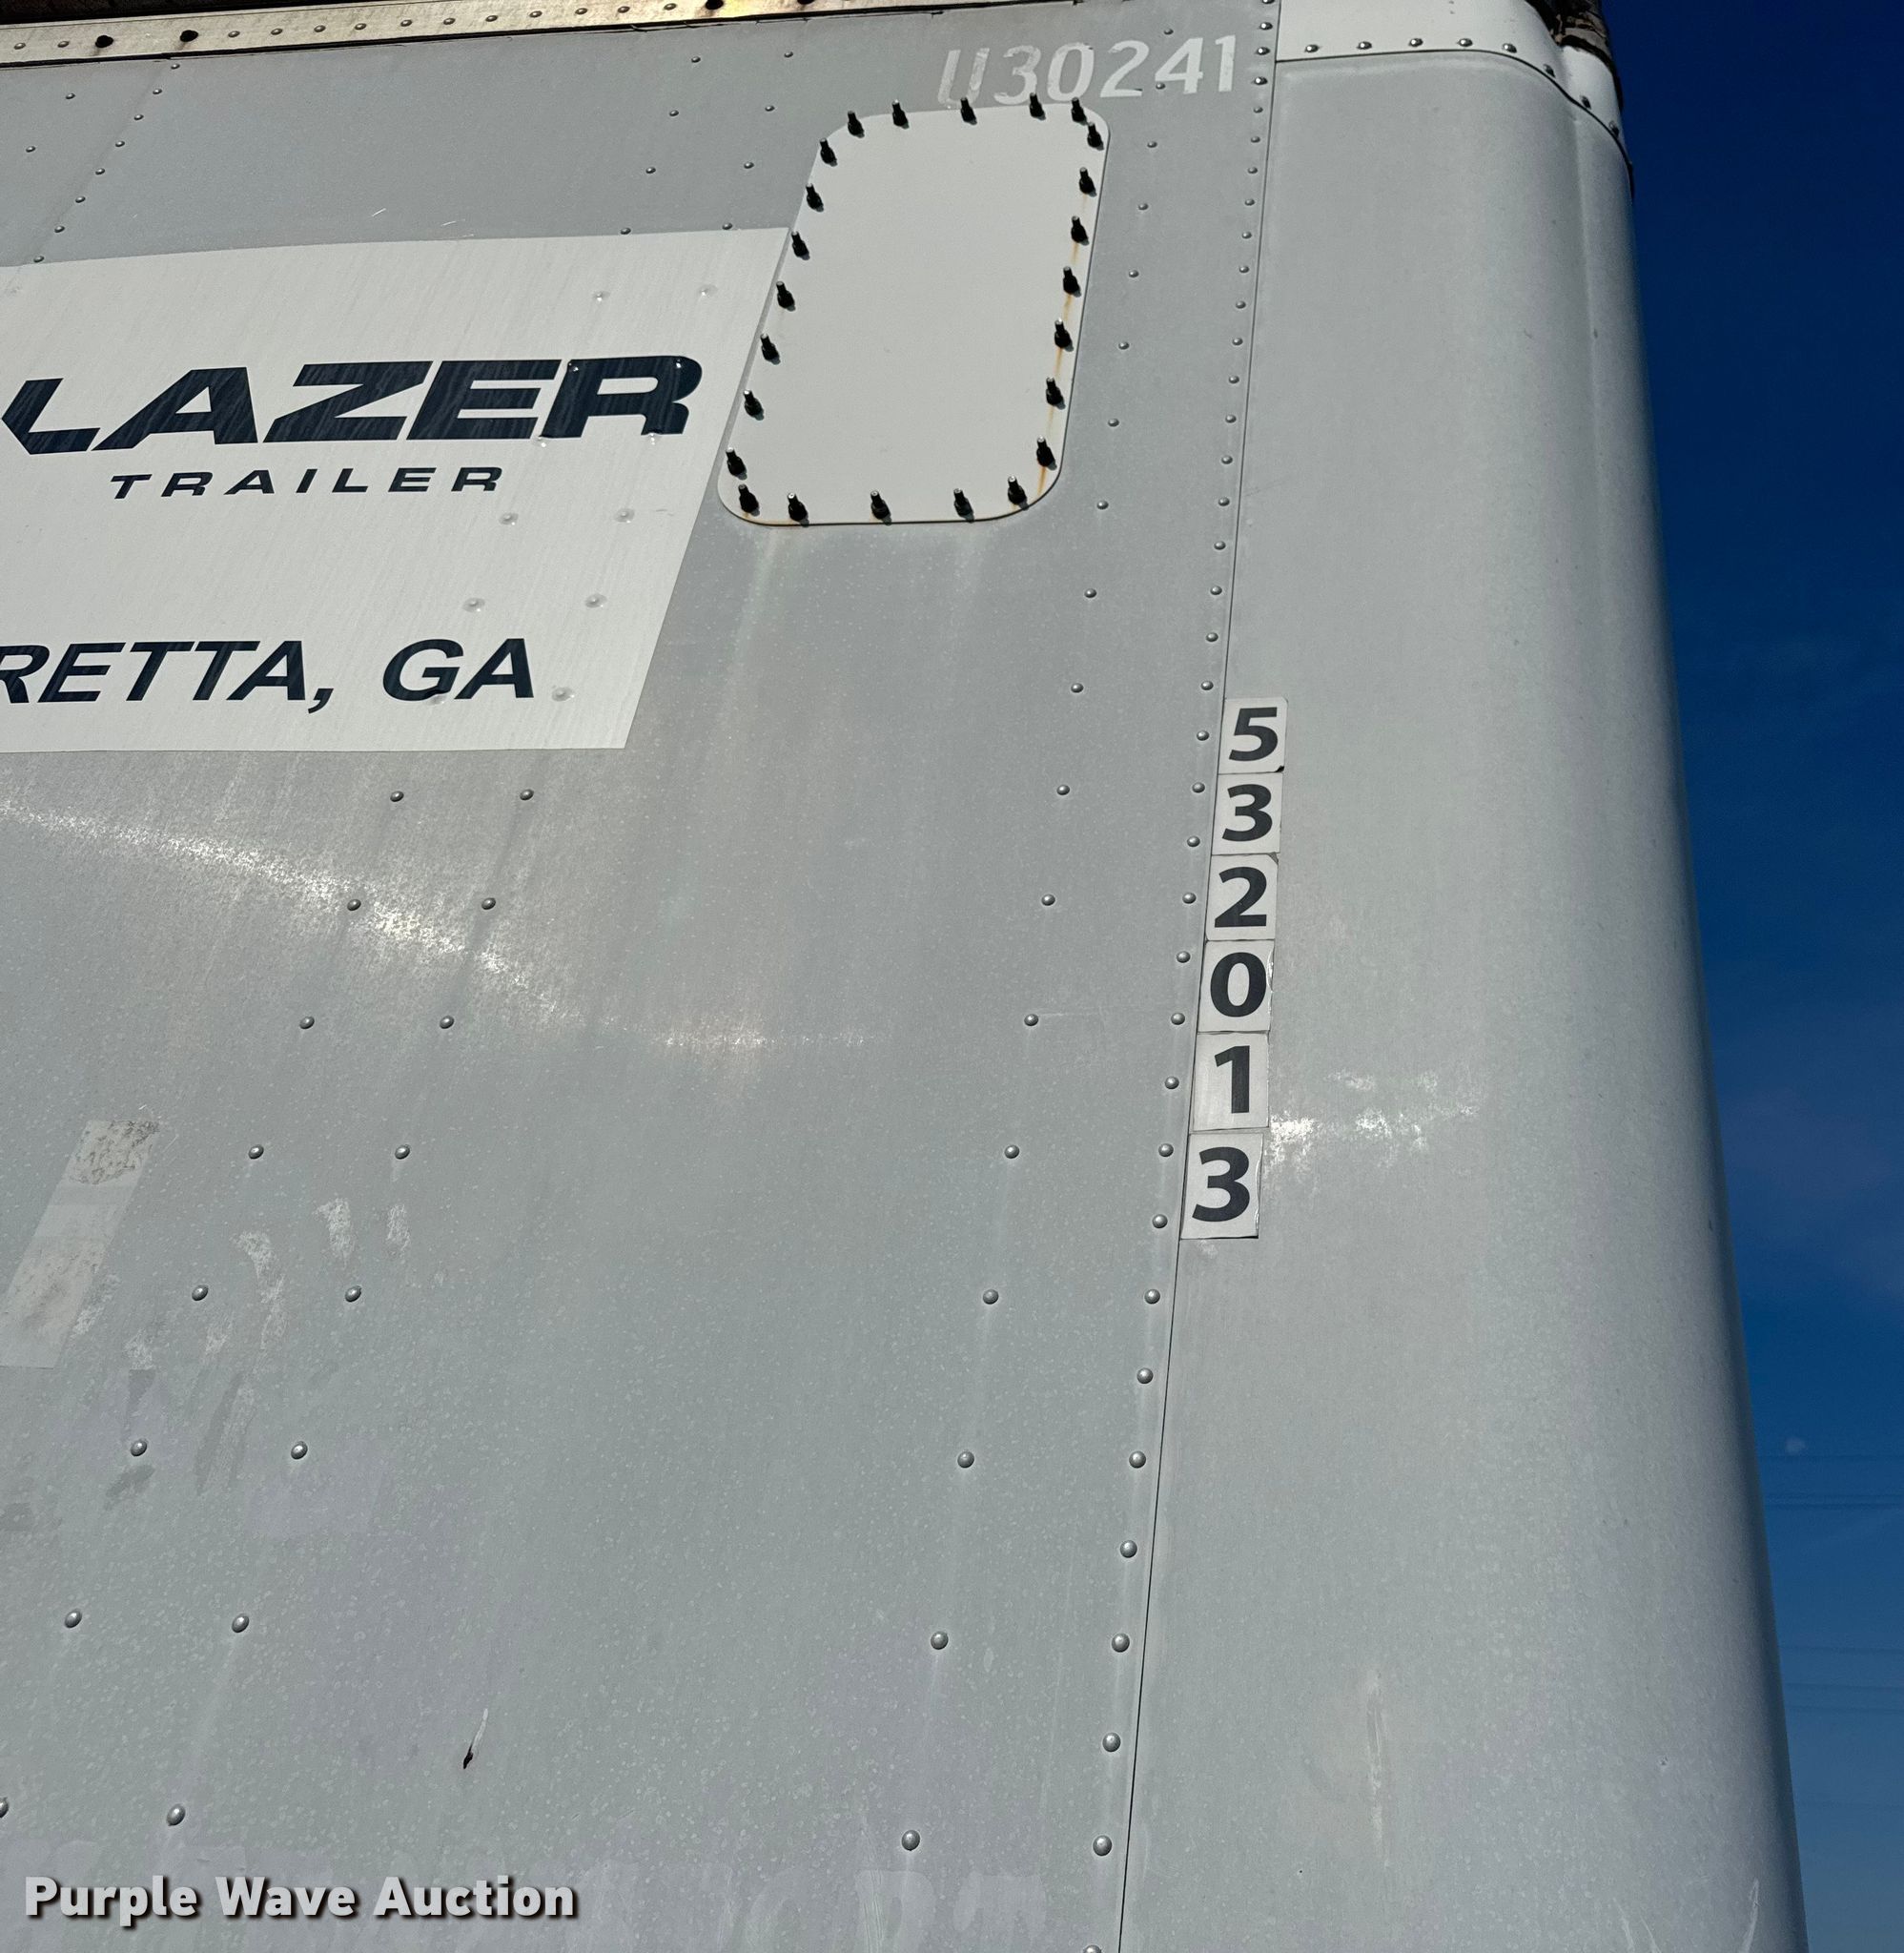 U30241
LAZER
TRAILER
RETTA, GA
5
3
2
0
1
3
Purple Wave Auction